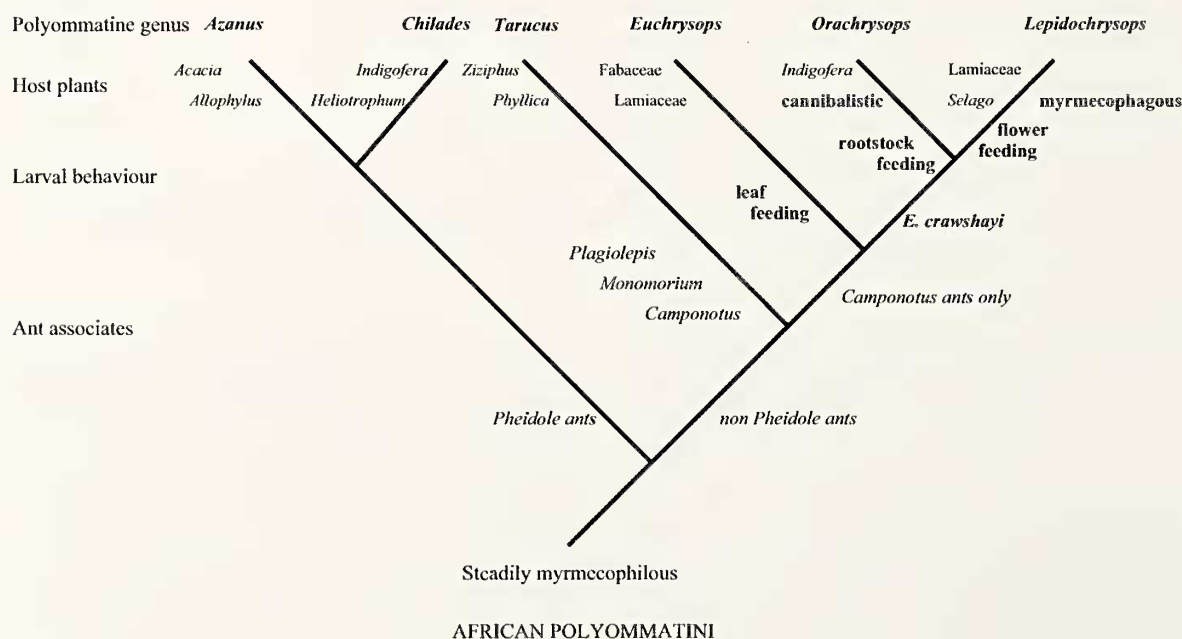 Polyommatine genus Azanus Chilades Tarucus Euchrysops Orachrysops Lepidochrysops
Host plants
Acacia
Allophylus
Indigofera
Heliotrophum
Ziziphus
Phyllica
Fabaceae
Lamiaceae
Indigofera
cannibalistic
Lamiaceae
Selago myrmecophagous
Larval behaviour
leaf
feeding
rootstock
feeding
flower
feeding
E. crawshayi
Ant associates
Plagiolepis
Monomorium
Camponotus
Camponotus ants only
Pheidole ants
non Pheidole ants
Steadily myrmecophilous
AFRICAN POLYOMMATINI